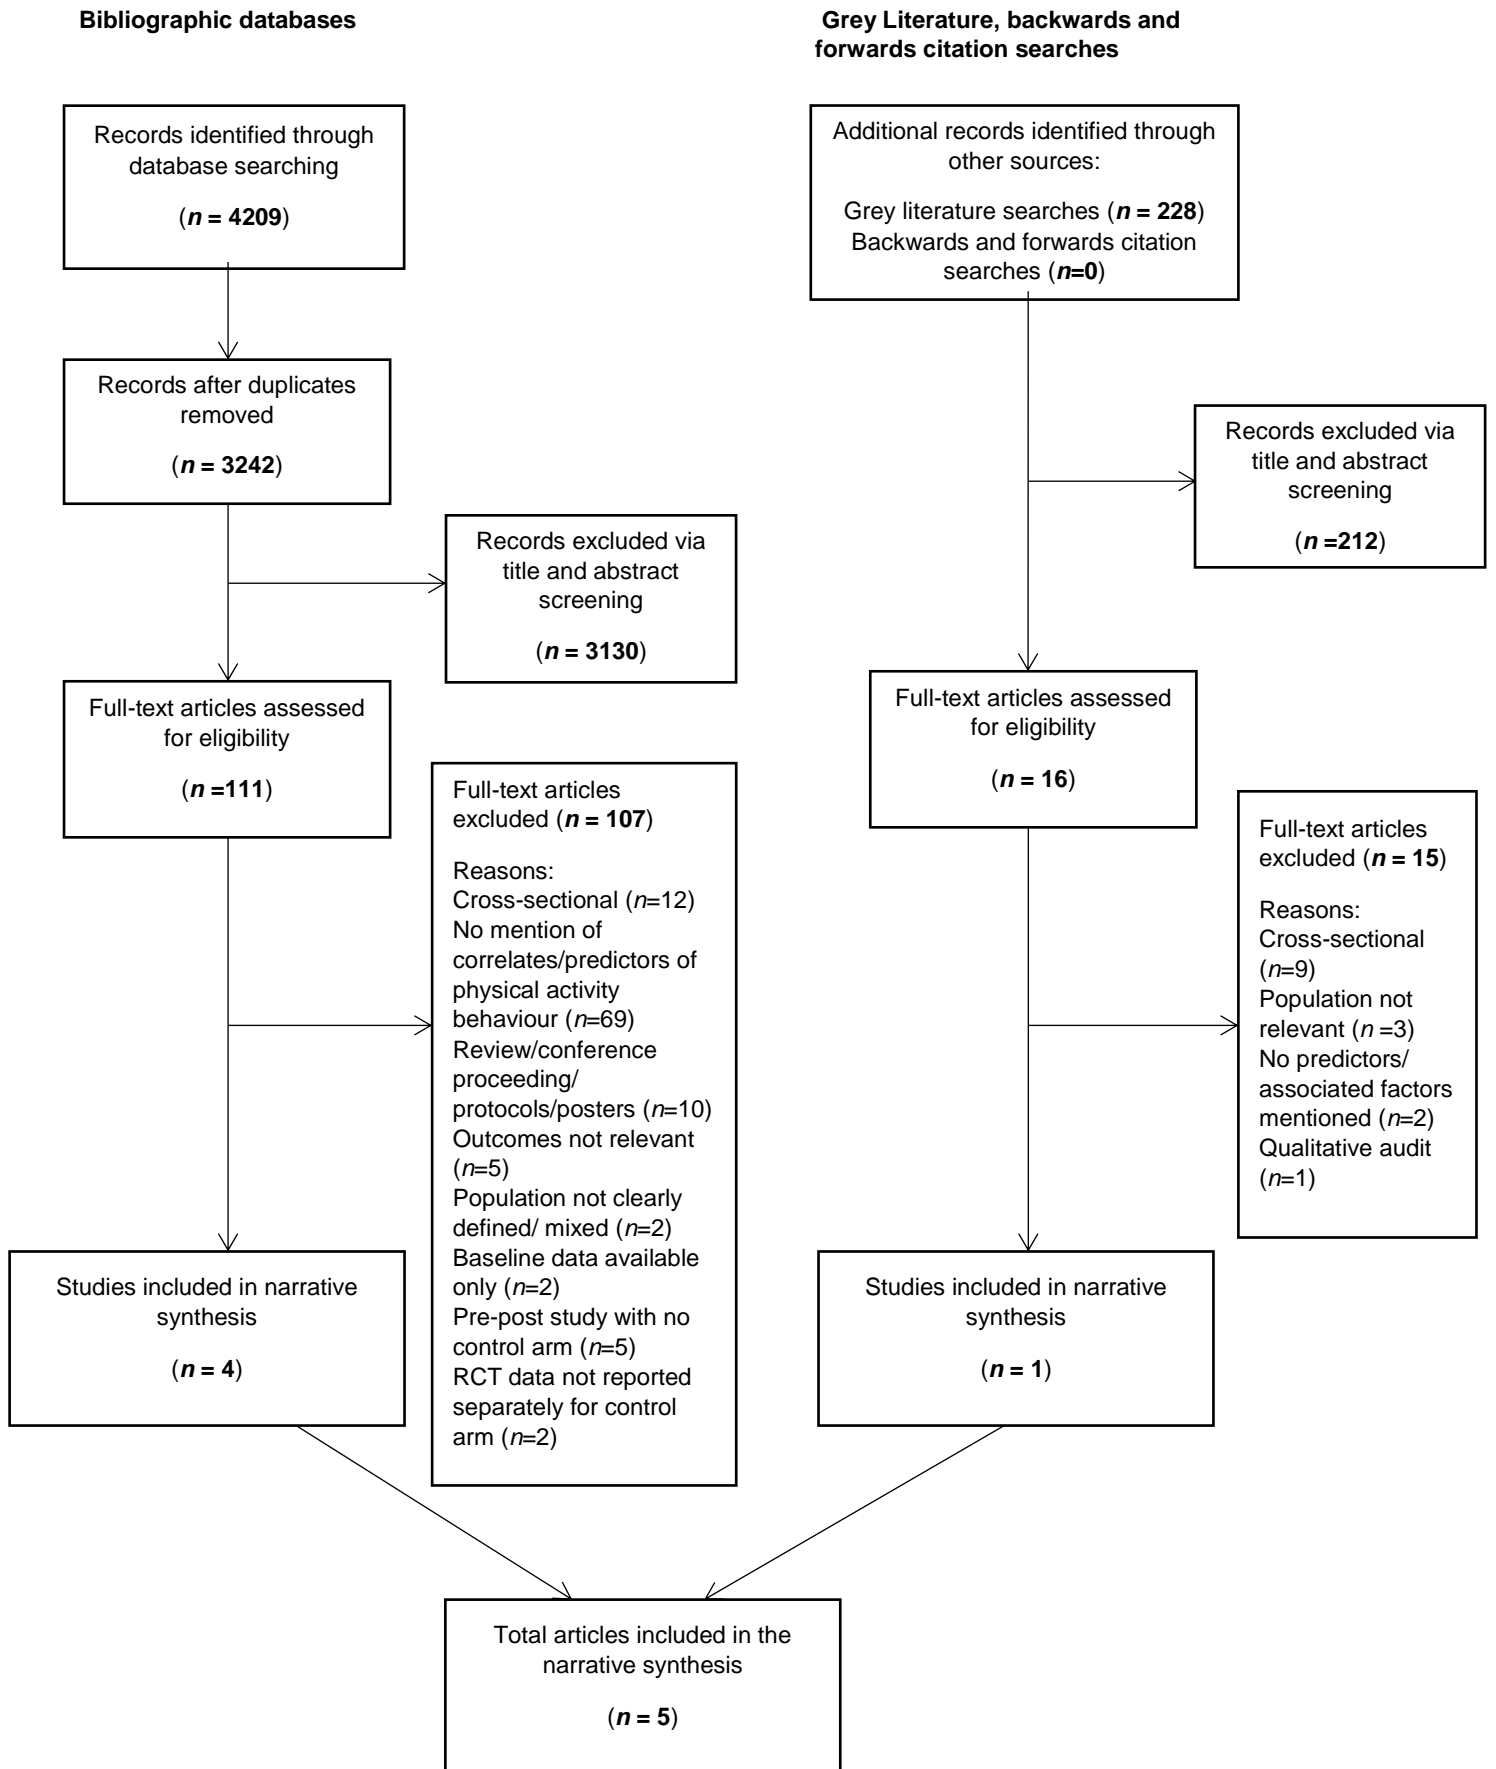 Bibliographic databases
Grey Literature, backwards and
forwards citation searches
Records identified through
database searching
(n = 4209)
Additional records identified through
other sources:
Grey literature searches (n = 228)
Backwards and forwards citation
searches (n=0)
Records after duplicates
removed
(n = 3242)
Records excluded via
title and abstract
screening
(n =212)
Records excluded via
title and abstract
screening
(n = 3130)
Full-text articles assessed
for eligibility
(n =111)
Full-text articles assessed
for eligibility
(n = 16)
Full-text articles
excluded (n = 107)
Reasons:
Cross-sectional (n=12)
No mention of
correlates/predictors of
physical activity
behaviour (n=69)
Review/conference
proceeding/
protocols/posters (n=10)
Outcomes not relevant
(n=5)
Population not clearly
defined/ mixed (n=2)
Baseline data available
only (n=2)
Pre-post study with no
control arm (n=5)
RCT data not reported
separately for control
arm (n=2)
Full-text articles
excluded (n = 15)
Reasons:
Cross-sectional
(n=9)
Population not
relevant (n =3)
No predictors/
associated factors
mentioned (n=2)
Qualitative audit
(n=1)
Studies included in narrative
synthesis
(n = 4)
Studies included in narrative
synthesis
(n = 1)
Total articles included in the
narrative synthesis
(n = 5)